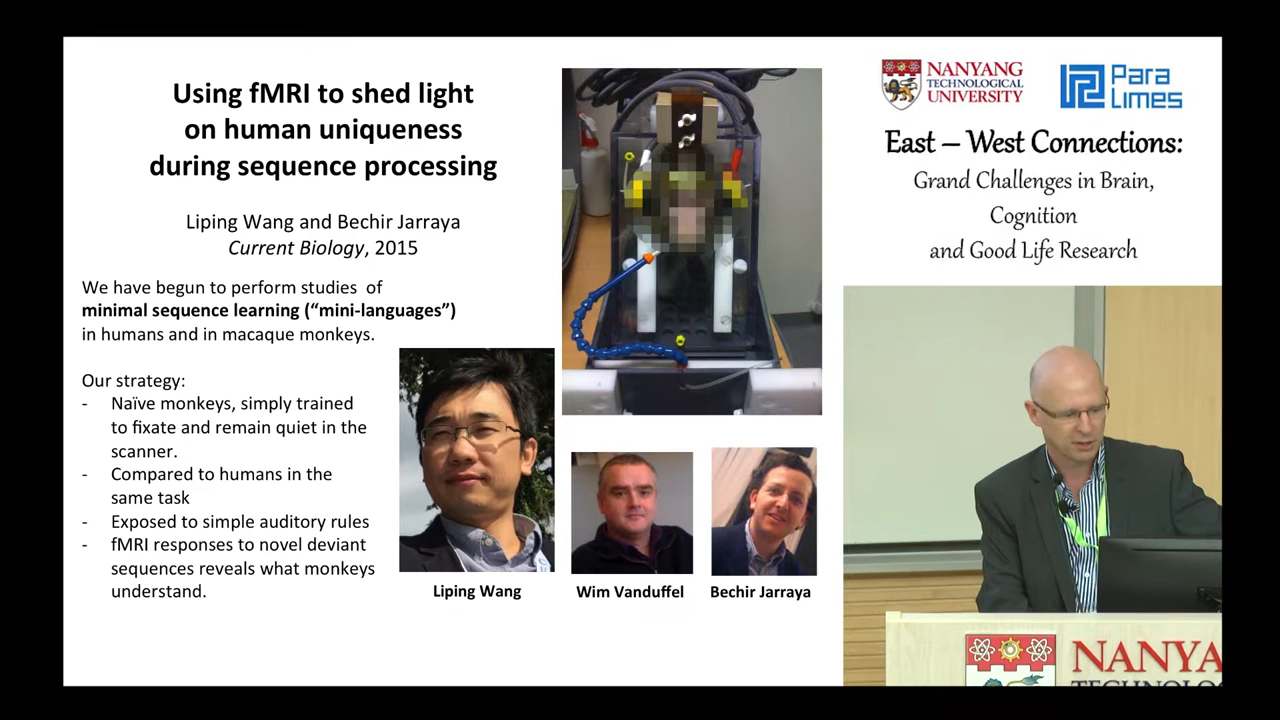 Using fMRI to shed light
on human uniqueness
during sequence processing
Liping Wang and Bechir Jarraya
Current Biology, 2015
We have begun to perform studies of
minimal sequence learning (“mini-languages”)
in humans and in macaque monkeys.
Our strategy:
- Naïve monkeys, simply trained
to fixate and remain quiet in the
scanner.
- Compared to humans in the
same task
- Exposed to simple auditory rules
- fMRI responses to novel deviant
sequences reveals what monkeys
understand.
Liping Wang
Wim Vanduffel
Bechir Jarraya
NANYANG
TECHNOLOGICAL
UNIVERSITY
Para
Limes
East – West Connections:
Grand Challenges in Brain,
Cognition
and Good Life Research
NANYA
TECHNOLOG